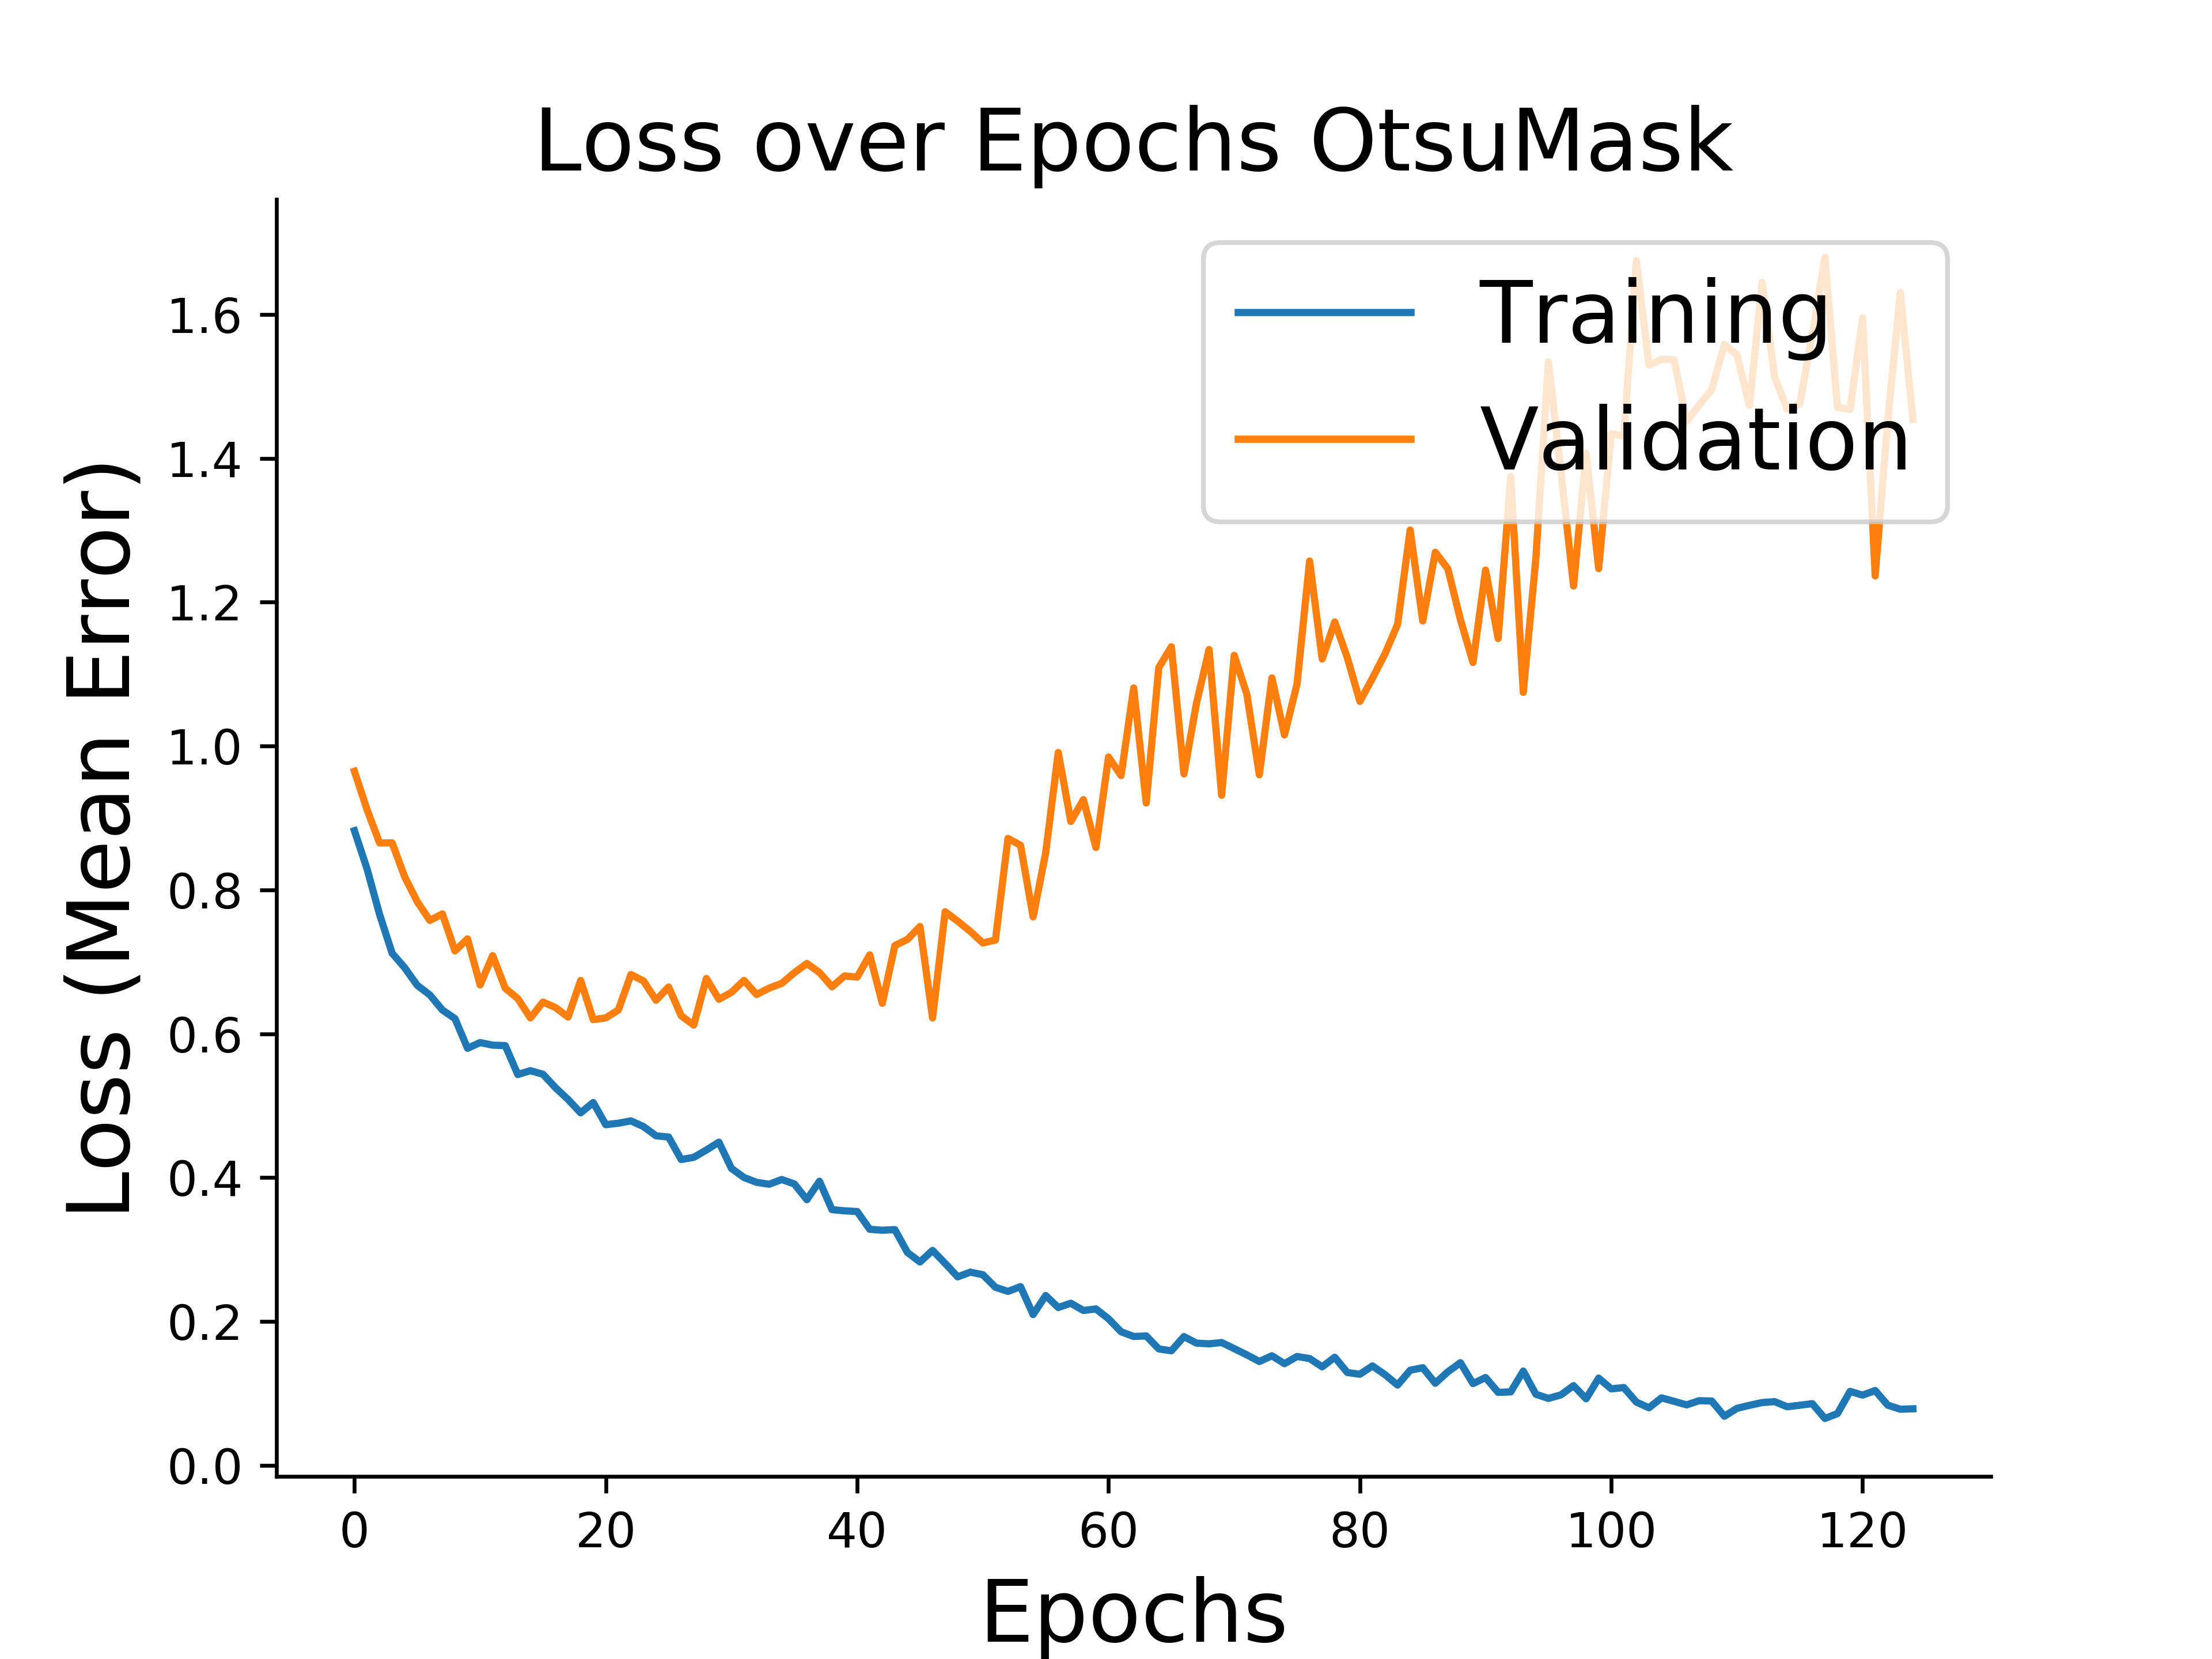 Loss over Epochs OtsuMask
Training
Validation
Loss (Mean Error)
1.6
1.4
1.2
1.0
0.8
0.6
0.4
0.2
0.0
0 20 40 60 80 100 120
Epochs